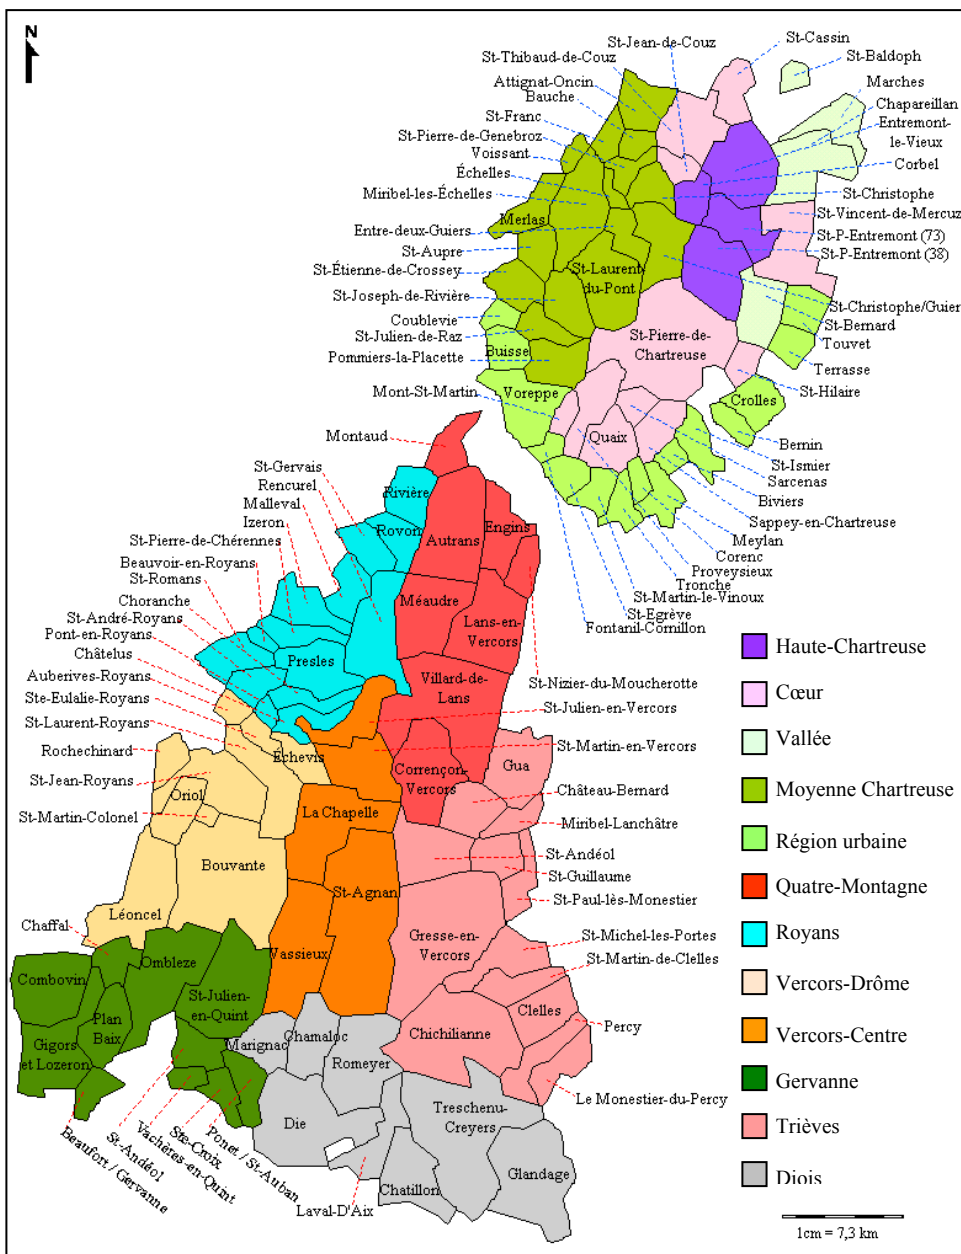 N
St-Jean-de-Couz
St-Cassin
St-Thibaud-de-Couz
St-Baldoph
Attignat-Oncin
Marches
Bauche
Chapareillan
St-Franc
Entremont-
le-Vieux
St-Pierre-de-Genebroz
Voissant
Corbel
Échelles
St-Christophe
Miribel-les-Échelles
Merlas
St-Vincent-de-Mercuz
Entre-deux-Guiers
St-P-Entremont (73)
St-Aupre
St-P-Entremont (38)
St-Étienne-de-Crossey
St-Laurent-
du-Pont
St-Joseph-de-Rivière
St-Christophe/Guier
Coublevie
St-Bernard
St-Julien-de-Raz
St-Pierre-de-
Chartreuse
Touvet
Buisse
Pommiers-la-Placette
Terrasse
Mont-St-Martin
Voreppe
St-Hilaire
Crolles
Montaud
Quaix
Bernin
St-Ismier
Sarcenas
Biviers
Sappey-en-Chartreuse
Meylan
Corenc
Proveysieux
Tronche
St-Martin-le-Vinoux
St-Egrève
Fontanil-Cornillon
St-Gervais
Rencurel
Malleval
Izeron
Rivière
Rovon
Autrans
Engins
St-Pierre-de-Chérennes
Beauvoir-en-Royans
St-Romans
Choranche
St-André-Royans
Pont-en-Royans
Châtelus
Auberives-Royans
Ste-Eulalie-Royans
St-Laurent-Royans
Rochechinard
St-Jean-Royans
St-Martin-Colonel
Méaudre
Lans-en-
Vercors
Presles
Villard-de-
Lans
St-Nizier-du-Moucherotte
St-Julien-en-Vercors
St-Martin-en-Vercors
Échevis
Corrençon-
Vercors
Gua
Château-Bernard
Oriol
La Chapelle
Miribel-Lanchâtre
Bouvante
St-Andéol
St-Guillaume
St-Agnan
St-Paul-lès-Monestier
Léoncel
Chaffal
Vassieux
Gresse-en-
Vercors
St-Michel-les-Portes
St-Martin-de-Clelles
Combovin
Ombleze
St-Julien-
en-Quint
Plan
Baix
Clelles
Percy
Chichilianne
Gigors
et Lozeron
Marignac
Chamaloc
Romeyer
Le Monestier-du-Percy
Die
Treschenu-
Creyers
Glandage
Chatillon
Laval-D'Aix
Beaufort / Gervanne
St-Andéol
Vachères-en-Quint
Ste-Croix
Ponet / St-Auban
Haute-Chartreuse
Cœur
Vallée
Moyenne Chartreuse
Région urbaine
Quatre-Montagne
Royans
Vercors-Drôme
Vercors-Centre
Gervanne
Trièves
Diois
1cm = 7,3 km